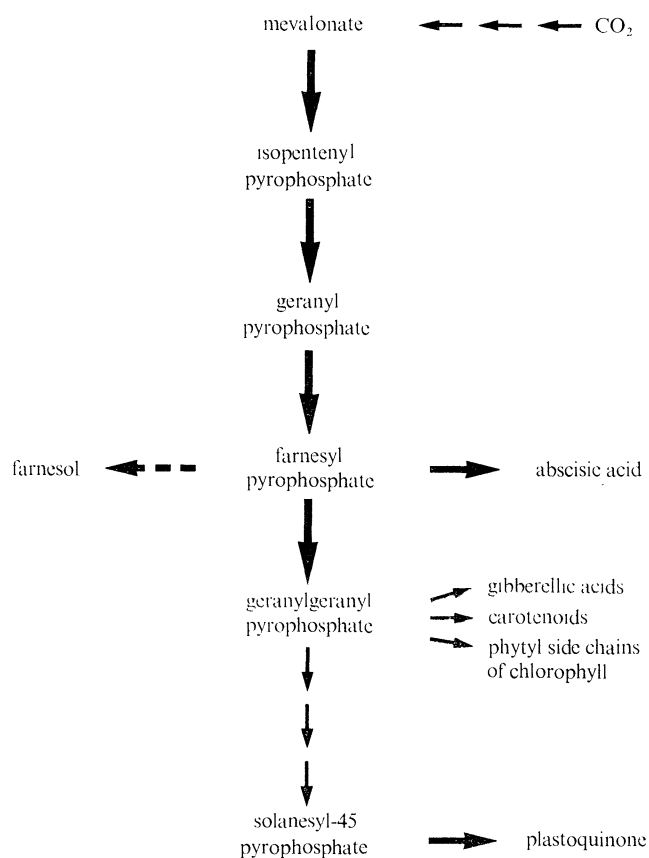 mevalonate
CO₂
isopentenyl
pyrophosphate
geranyl
pyrophosphate
farnesol
farnesyl
pyrophosphate
abscisic acid
geranylgeranyl
pyrophosphate
gibberellic acids
carotenoids
phytyl side chains
of chlorophyll
solanesyl-45
pyrophosphate
plastoquinone